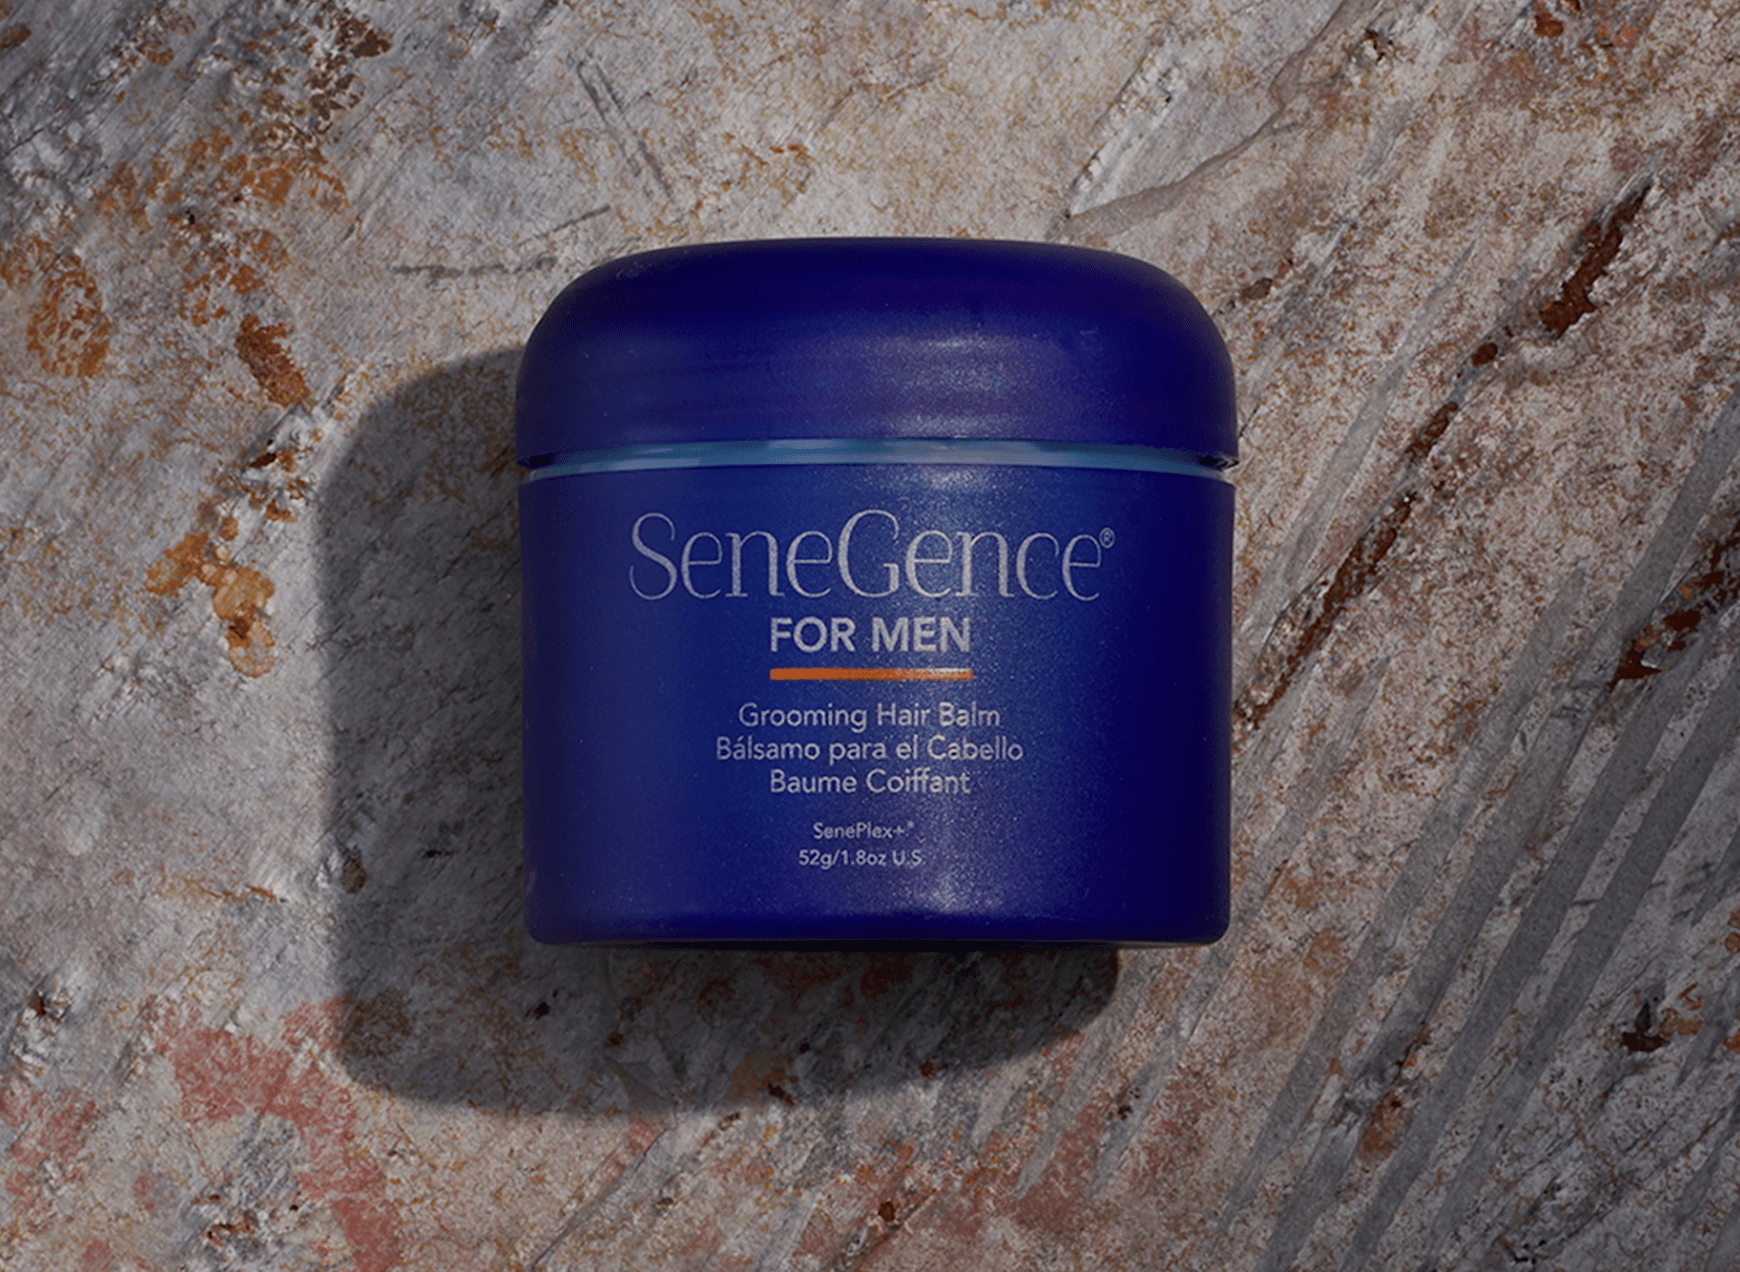 SeneGence®
FOR MEN
Grooming Hair Balm
Bálsamo para el Cabello
Baume Coiffant
SenePlex+®
52g/1.8oz U.S.